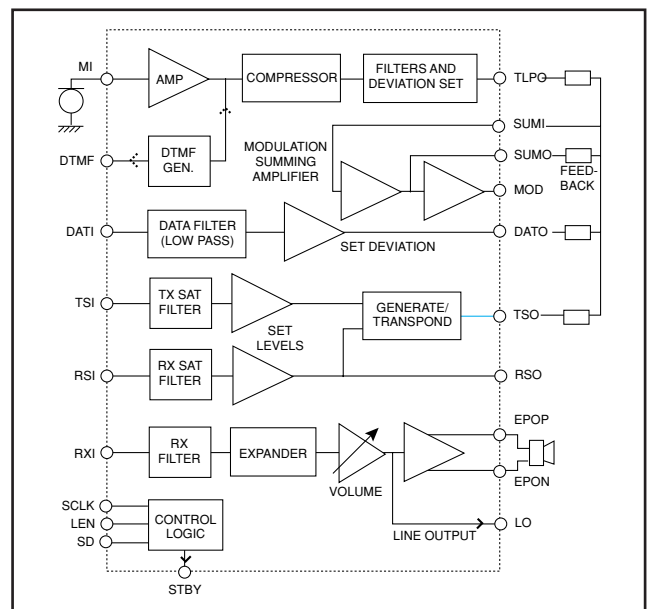 MI
AMP
COMPRESSOR
FILTERS AND
DEVIATION SET
TLPO
SUMI
DTMF
DTMF
GEN.
MODULATION
SUMMING
AMPLIFIER
SUMO
FEED-
BACK
MOD
DATI
DATA FILTER
(LOW PASS)
SET DEVIATION
DATO
TSI
TX SAT
FILTER
SET
LEVELS
GENERATE/
TRANSPOND
TSO
RSI
RX SAT
FILTER
RSO
RXI
RX
FILTER
EXPANDER
VOLUME
EPOP
EPON
SCLK
LEN
SD
CONTROL
LOGIC
LINE OUTPUT
LO
STBY